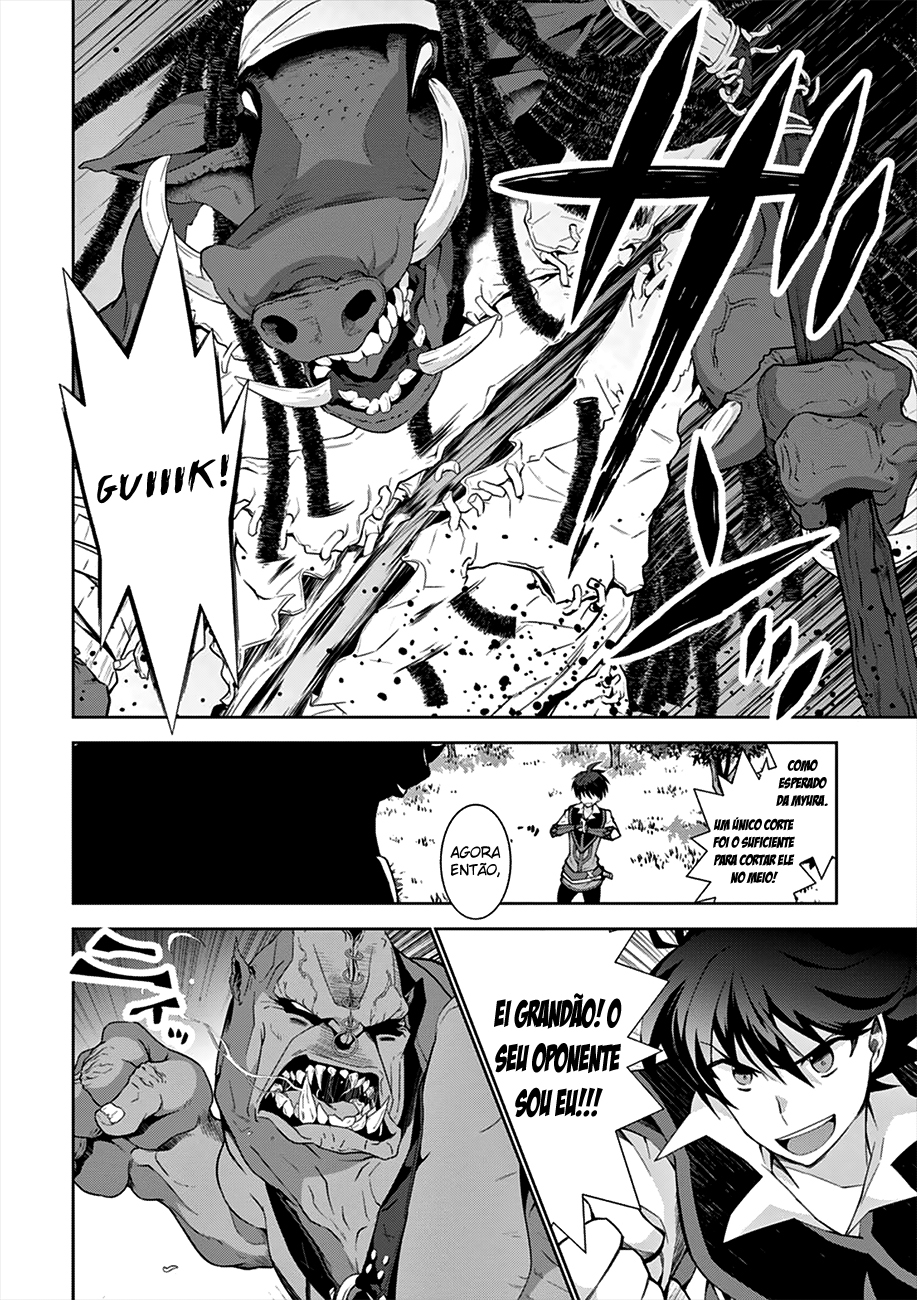 GUIIIK!
COMO
ESPERADO
DA MYURA.
UM ÚNICO CORTE
FOI O SUFICIENTE
PARA CORTAR ELE
NO MEIO!
AGORA
ENTÃO,
EI GRANDÃO! O
SEU OPONENTE
SOU EU!!!